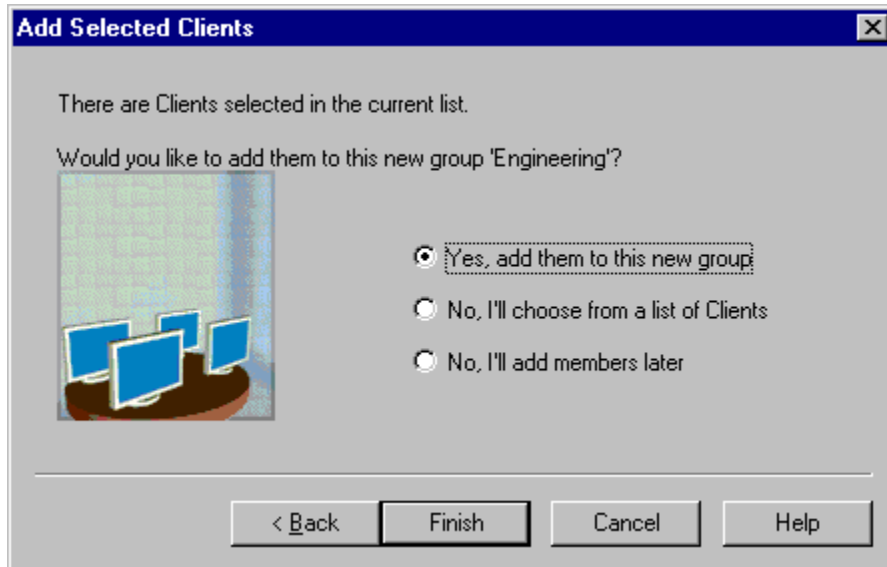 Add Selected Clients
There are Clients selected in the current list.
Would you like to add them to this new group 'Engineering'?
Yes, add them to this new group
No, I'll choose from a list of Clients
No, I'll add members later
< Back
Finish
Cancel
Help